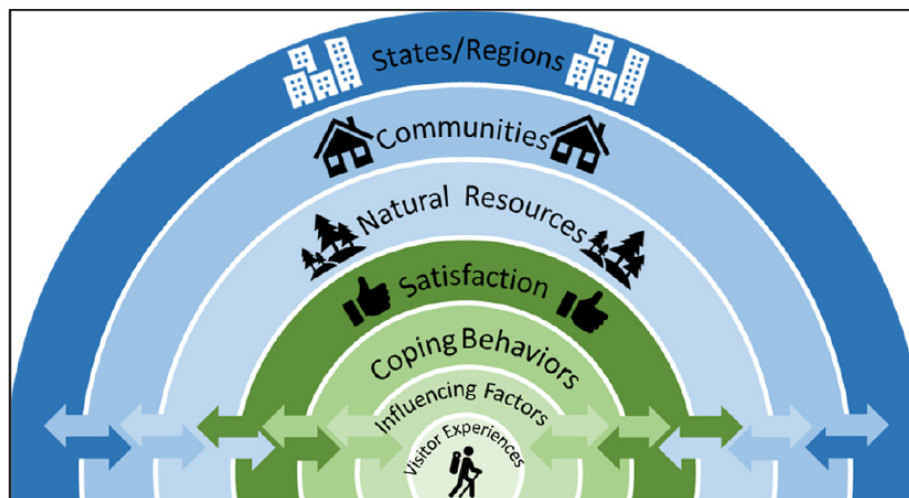 States/Regions
Communities
Natural Resources
Satisfaction
Coping Behaviors
Influencing Factors
Visitor Experiences